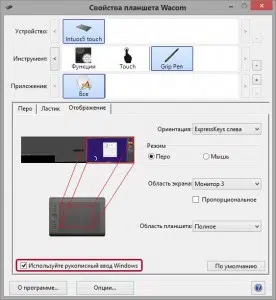 Свойства планшета Wacom
Устройство:
Intuos5 touch
Инструмент:
Функции
Touch
Grip Pen
Приложение:
Все
Перо
Ластик
Отображение
Ориентация: ExpressKeys слева
Режим
Перо
Мышь
Область экрана: Монитор 3
Пропорциональное
Область планшета: Полное
Используйте рукописный ввод Windows
По умолчанию
О программе...
Опции...